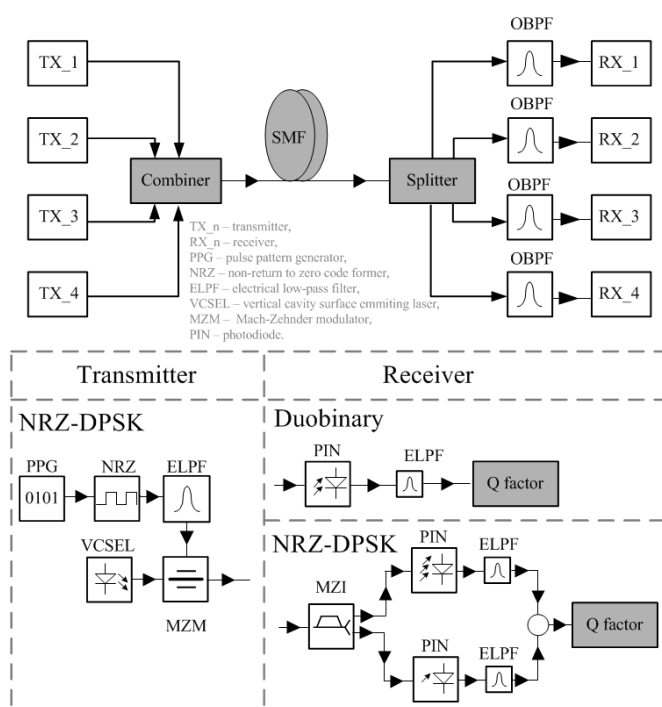 OBPF
TX_1
RX_1
OBPF
TX_2
SMF
RX_2
Combiner
Splitter
OBPF
TX_3
RX_3
OBPF
TX_4
RX_4
TX_n – transmitter,
RX_n – receiver,
PPG – pulse pattern generator,
NRZ – non-return to zero code former,
ELPF – electrical low-pass filter,
VCSEL – vertical cavity surface emmiting laser,
MZM – Mach-Zehnder modulator,
PIN – photodiode.
Transmitter
Receiver
NRZ-DPSK
PPG
NRZ
ELPF
0101
VCSEL
MZM
Duobinary
PIN
ELPF
Q factor
NRZ-DPSK
PIN
ELPF
MZI
Q factor
PIN
ELPF